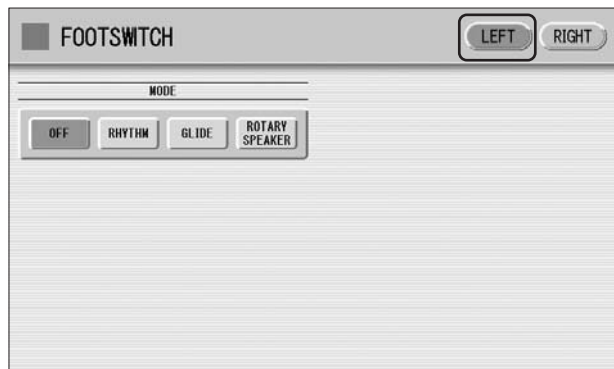 FOOTSWITCH
LEFT RIGHT
MODE
OFF RHYTHM GLIDE ROTARY
SPEAKER